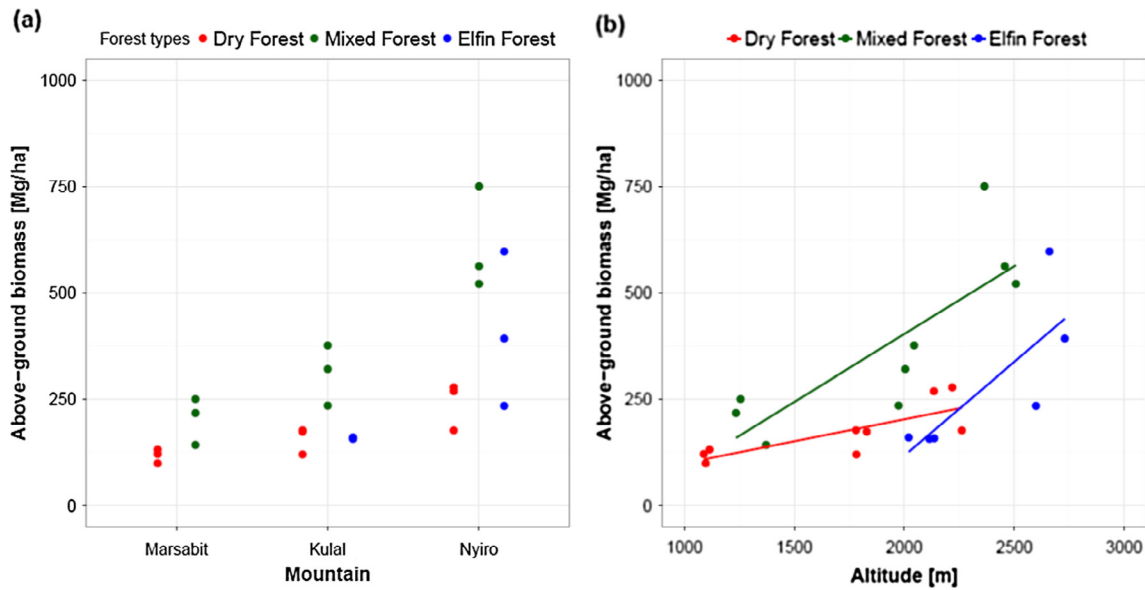 (a)
Forest types Dry Forest Mixed Forest Elfin Forest
Above-ground biomass [Mg/ha]
1000
750
500
250
0
Marsabit Kulal Nyiro
Mountain
(b)
Dry Forest Mixed Forest Elfin Forest
Above-ground biomass [Mg/ha]
1000
750
500
250
0
1000 1500 2000 2500 3000
Altitude [m]